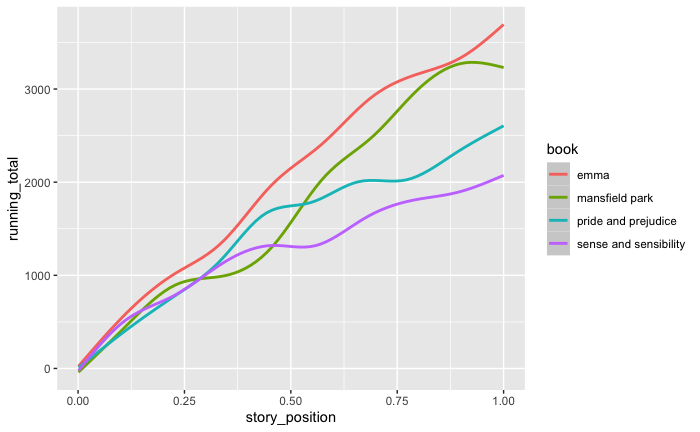 3000
2000
1000
0
running_total
0.00
0.25
0.50
0.75
1.00
story_position
book
emma
mansfield park
pride and prejudice
sense and sensibility